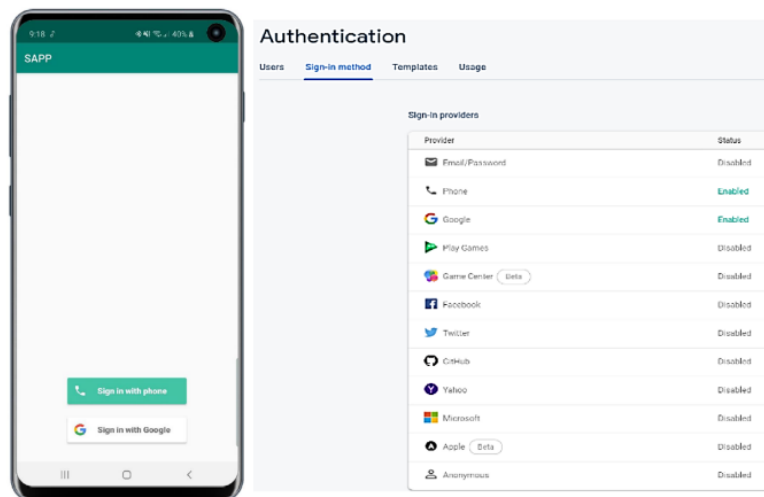 9:18
40%
SAPP
Sign in with phone
Sign in with Google
Authentication
Users Sign-in method Templates Usage
Sign-in providers
Provider Status
Email/Password Disabled
Phone Enabled
Google Enabled
Play Games Disabled
Game Center Beta Disabled
Facebook Disabled
Twitter Disabled
GitHub Disabled
Yahoo Disabled
Microsoft Disabled
Apple Beta Disabled
Anonymous Disabled